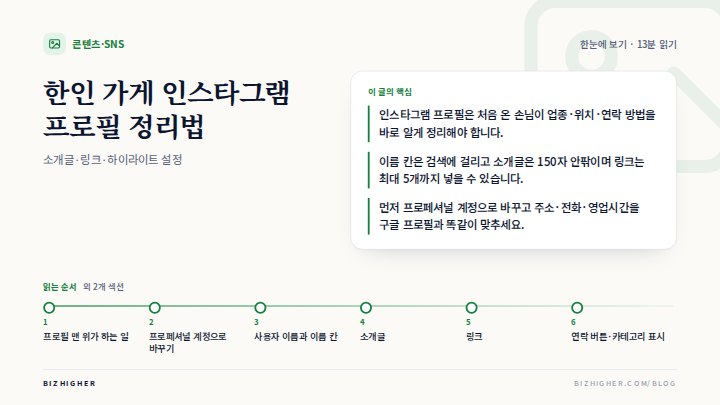 콘텐츠·SNS
한눈에 보기 · 13분 읽기
한인 가게 인스타그램
프로필 정리법
소개글·링크·하이라이트 설정
이 글의 핵심
인스타그램 프로필은 처음 온 손님이 업종·위치·연락 방법을
바로 알게 정리해야 합니다.
이름 칸은 검색에 걸리고 소개글은 150자 안팎이며 링크는
최대 5개까지 넣을 수 있습니다.
먼저 프로페셔널 계정으로 바꾸고 주소·전화·영업시간을
구글 프로필과 똑같이 맞추세요.
읽는 순서 외 2개 섹션
1
프로필 맨 위가 하는 일
2
프로페셔널 계정으로
바꾸기
3
사용자 이름과 이름 칸
4
소개글
5
링크
6
연락 버튼·카테고리 표시
BIZHIGHER
BIZHIGHER.COM/BLOG